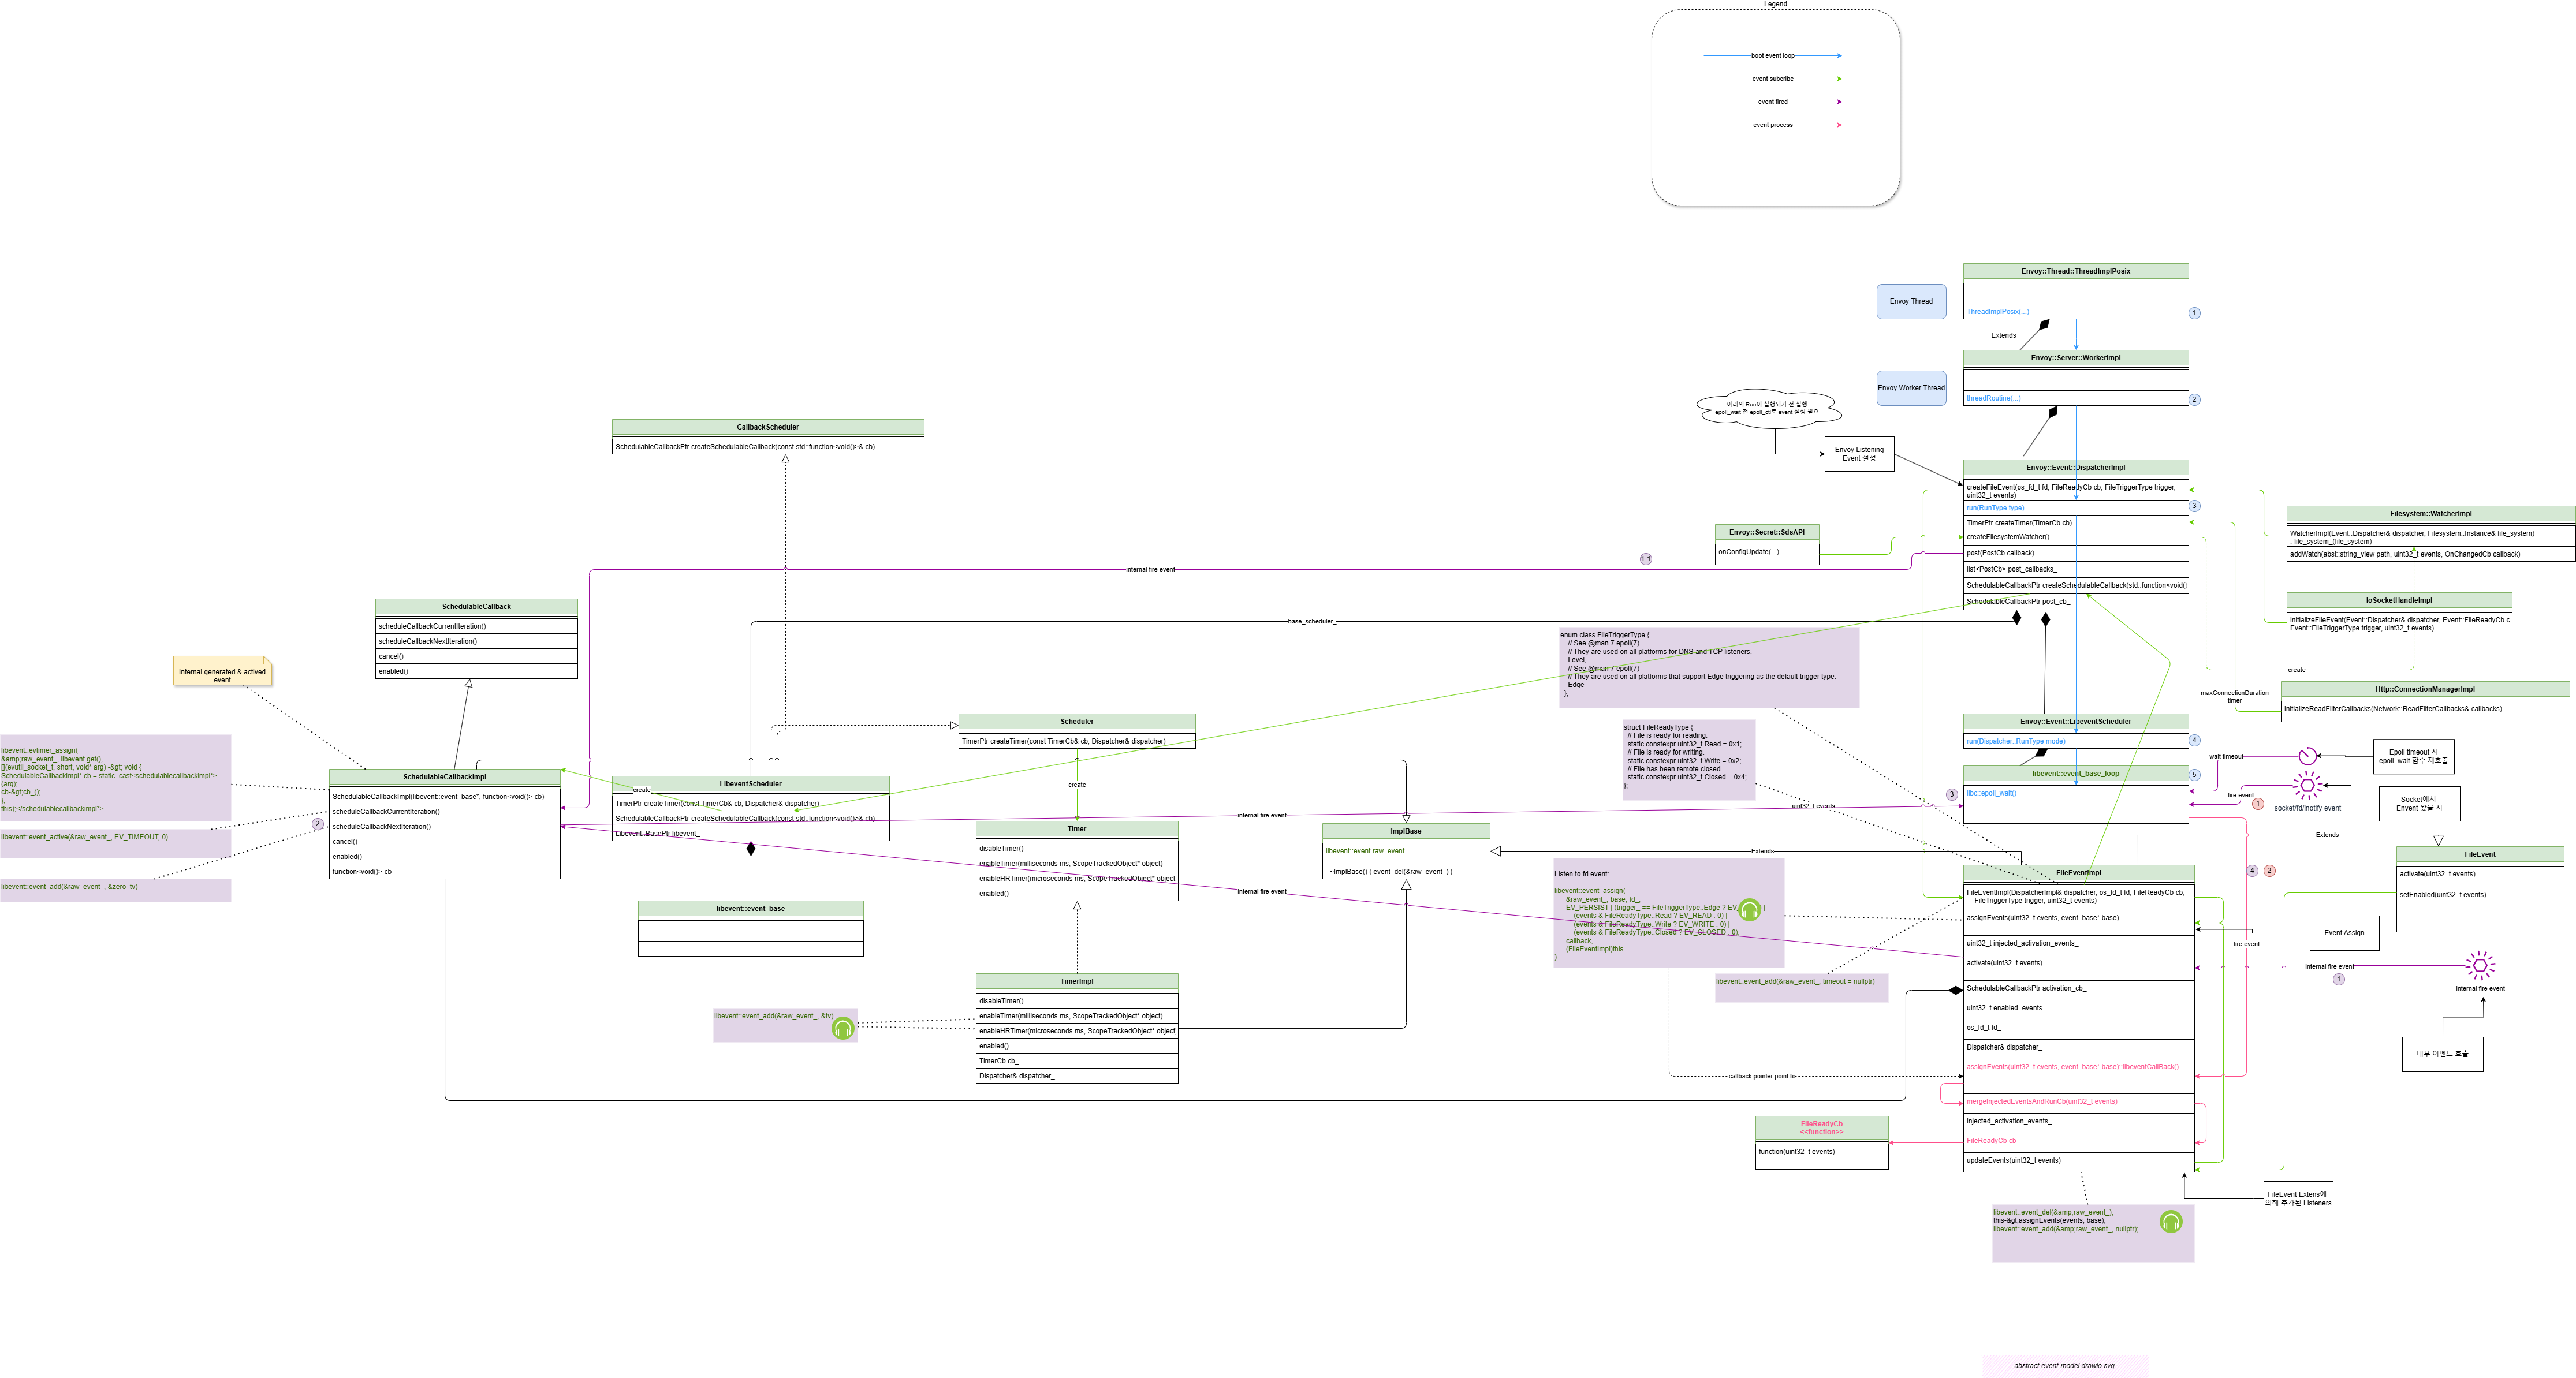 Legend
boot event loop
event subcribe
event fired
event process
Envoy::Thread::ThreadImplPosix
ThreadImplPosix(...)
1
Envoy Thread
Extends
Envoy::Server::WorkerImpl
threadRoutine(...)
2
Envoy Worker Thread
아래의 Run이 실행되기 전 실행
epoll_wait 전 epoll_ctl로 event 설정 필요
Envoy Listening
Event 설정
Envoy::Event::DispatcherImpl
createFileEvent(os_fd_t fd, FileReadyCb cb, FileTriggerType trigger,
uint32_t events)
run(RunType type)
3
TimerPtr createTimer(TimerCb cb)
createFilesystemWatcher()
post(PostCb callback)
list<PostCb> post_callbacks_
SchedulableCallbackPtr createSchedulableCallback(std::function<void()
SchedulableCallbackPtr post_cb_
Envoy::Secret::SdsAPI
onConfigUpdate(...)
1-1
internal fire event
Filesystem::WatcherImpl
WatcherImpl(Event::Dispatcher& dispatcher, Filesystem::Instance& file_system)
: file_system_(file_system)
addWatch(absl::string_view path, uint32_t events, OnChangedCb callback)
IoSocketHandleImpl
initializeFileEvent(Event::Dispatcher& dispatcher, Event::FileReadyCb c
Event::FileTriggerType trigger, uint32_t events)
create
Http::ConnectionManagerImpl
initializeReadFilterCallbacks(Network::ReadFilterCallbacks& callbacks)
maxConnectionDuration
timer
CallbackScheduler
SchedulableCallbackPtr createSchedulableCallback(const std::function<void()>& cb)
base_scheduler_
SchedulableCallback
scheduleCallbackCurrentIteration()
scheduleCallbackNextIteration()
cancel()
enabled()
Internal generated & actived
event
enum class FileTriggerType {
// See @man 7 epoll(7)
// They are used on all platforms for DNS and TCP listeners.
Level,
// See @man 7 epoll(7)
// They are used on all platforms that support Edge triggering as the default trigger type.
Edge
};
struct FileReadyType {
// File is ready for reading.
static constexpr uint32_t Read = 0x1;
// File is ready for writing.
static constexpr uint32_t Write = 0x2;
// File has been remote closed.
static constexpr uint32_t Closed = 0x4;
};
Scheduler
TimerPtr createTimer(const TimerCb& cb, Dispatcher& dispatcher)
create
Envoy::Event::LibeventScheduler
run(Dispatcher::RunType mode)
4
libevent::event_base_loop
5
libc::epoll_wait()
wait timeout
Epoll timeout 시
epoll_wait 함수 재호출
fire event
1
socket/fd/notify event
Socket에서
Envent 왔을 시
libevent::evtimer_assign(
&amp;raw_event_, libevent.get(),
[](evutil_socket_t, short, void* arg) -&gt; void {
SchedulableCallbackImpl* cb = static_cast<schedulablecallbackimpl*>
(arg);
cb-&gt;cb_();
},
this);</schedulablecallbackimpl*>
libevent::event_active(&raw_event_, EV_TIMEOUT, 0)
libevent::event_add(&raw_event_, &zero_tv)
2
SchedulableCallbackImpl
SchedulableCallbackImpl(libevent::event_base*, function<void()> cb)
scheduleCallbackCurrentIteration()
scheduleCallbackNextIteration()
cancel()
enabled()
function<void()> cb_
LibeventScheduler
create
TimerPtr createTimer(const TimerCb& cb, Dispatcher& dispatcher)
SchedulableCallbackPtr createSchedulableCallback(const std::function<void()>& cb)
Libevent::BasePtr libevent_
libevent::event_base
Timer
disableTimer()
enableTimer(milliseconds ms, ScopeTrackedObject* object)
enableHRTimer(microseconds ms, ScopeTrackedObject* object
enabled()
internal fire event
internal fire event
uint32_t events
3
ImplBase
libevent::event raw_event_
~ImplBase() { event_del(&raw_event_) }
Extends
Extends
Listen to fd event:
libevent::event_assign(
&raw_event_, base, fd_,
EV_PERSIST | (trigger_ == FileTriggerType::Edge ? EV_ |
(events & FileReadyType::Read ? EV_READ : 0) |
(events & FileReadyType::Write ? EV_WRITE : 0) |
(events & FileReadyType::Closed ? EV_CLOSED : 0),
callback,
(FileEventImpl)this
)
FileEventImpl
FileEventImpl(DispatcherImpl& dispatcher, os_fd_t fd, FileReadyCb cb,
FileTriggerType trigger, uint32_t events)
assignEvents(uint32_t events, event_base* base)
uint32_t injected_activation_events_
activate(uint32_t events)
SchedulableCallbackPtr activation_cb_
uint32_t enabled_events_
os_fd_t fd_
Dispatcher& dispatcher_
assignEvents(uint32_t events, event_base* base)::libeventCallBack()
mergeInjectedEventsAndRunCb(uint32_t events)
injected_activation_events_
FileReadyCb cb_
updateEvents(uint32_t events)
4
2
fire event
FileEvent
activate(uint32_t events)
setEnabled(uint32_t events)
Event Assign
internal fire event
1
internal fire event
내부 이벤트 호출
libevent::event_add(&raw_event_, timeout = nullptr)
TimerImpl
disableTimer()
enableTimer(milliseconds ms, ScopeTrackedObject* object)
enableHRTimer(microseconds ms, ScopeTrackedObject* object
enabled()
TimerCb cb_
Dispatcher& dispatcher_
libevent::event_add(&raw_event_, &tv)
callback pointer point to
FileReadyCb
<<function>>
function(uint32_t events)
FileEvent Extens에
의해 추가된 Listeners
libevent::event_del(&amp;raw_event_);
this-&gt;assignEvents(events, base);
libevent::event_add(&amp;raw_event_, nullptr);
abstract-event-model.drawio.svg